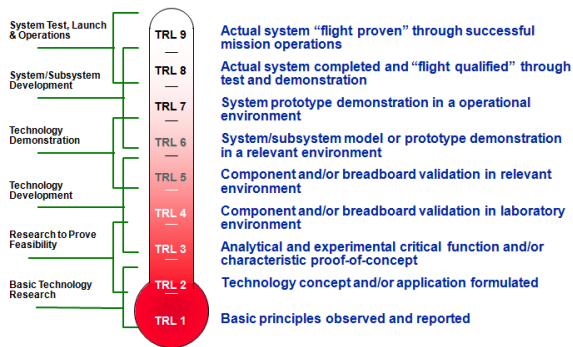 System Test, Launch
& Operations
System/Subsystem
Development
Technology
Demonstration
Technology
Development
Research to Prove
Feasibility
Basic Technology
Research
TRL 9
TRL 8
TRL 7
TRL 6
TRL 5
TRL 4
TRL 3
TRL 2
TRL 1
Actual system “flight proven” through successful
mission operations
Actual system completed and “flight qualified” through
test and demonstration
System prototype demonstration in a operational
environment
System/subsystem model or prototype demonstration
in a relevant environment
Component and/or breadboard validation in relevant
environment
Component and/or breadboard validation in laboratory
environment
Analytical and experimental critical function and/or
characteristic proof-of-concept
Technology concept and/or application formulated
Basic principles observed and reported